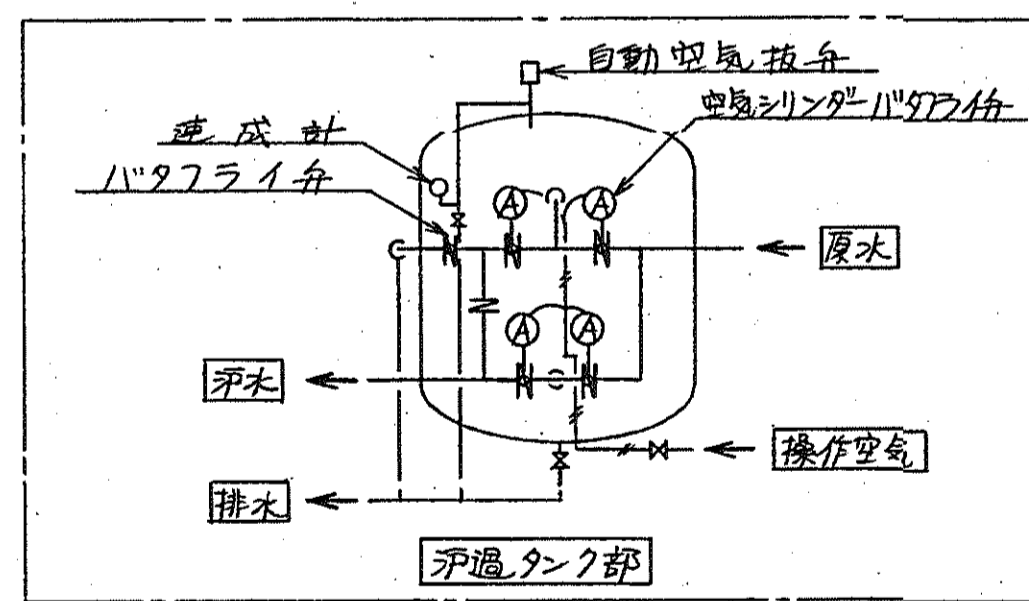 自動空気抜弁
空気シリンダーバタフライ弁
連成計
バタフライ弁
A A
原水
A A
沪水
操作空気
排水
沪過タンク部